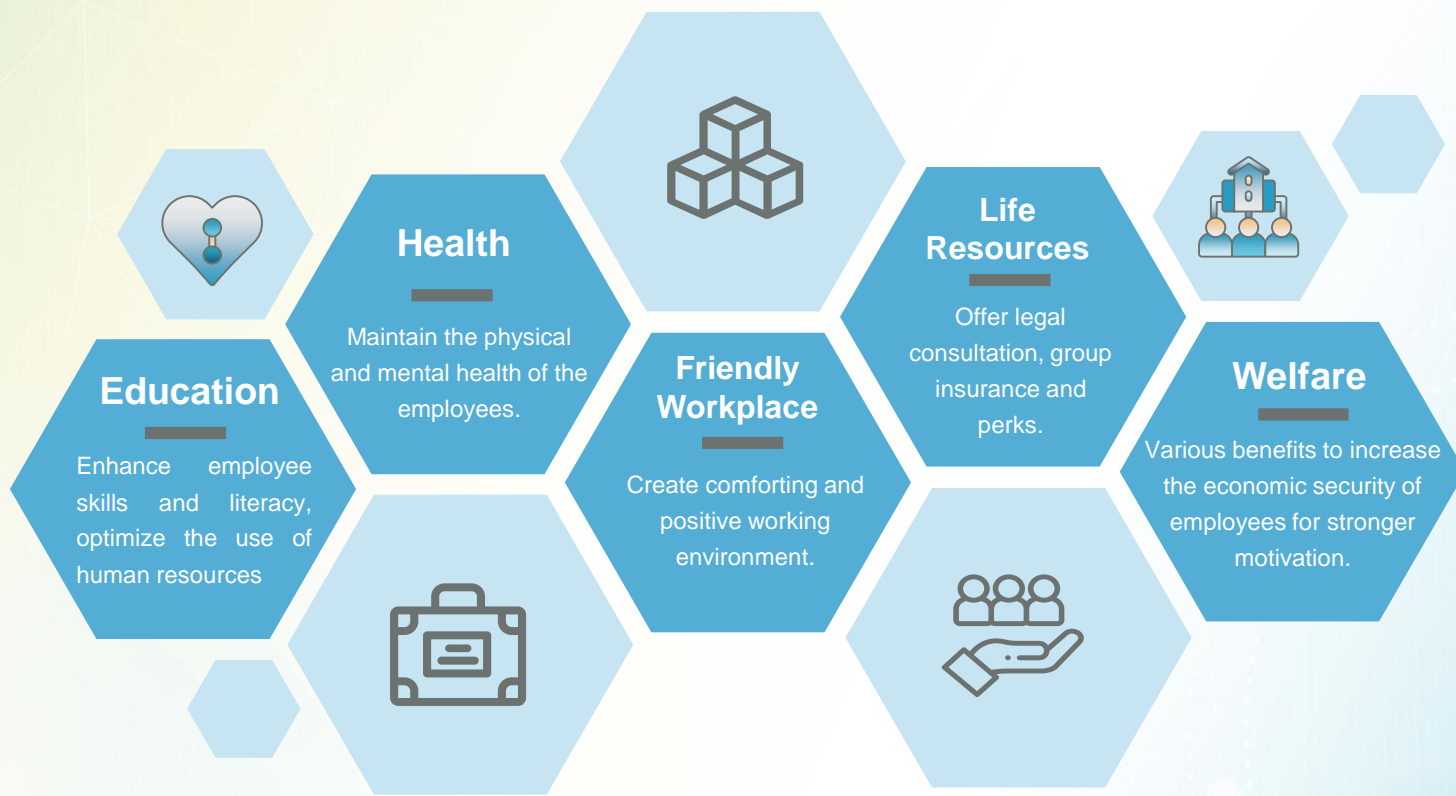 Education
Enhance employee
skills and literacy,
optimize the use of
human resources
Health
Maintain the physical
and mental health of the
employees.
Friendly
Workplace
Create comforting and
positive working
environment.
Life
Resources
Offer legal
consultation, group
insurance and
perks.
Welfare
Various benefits to increase
the economic security of
employees for stronger
motivation.